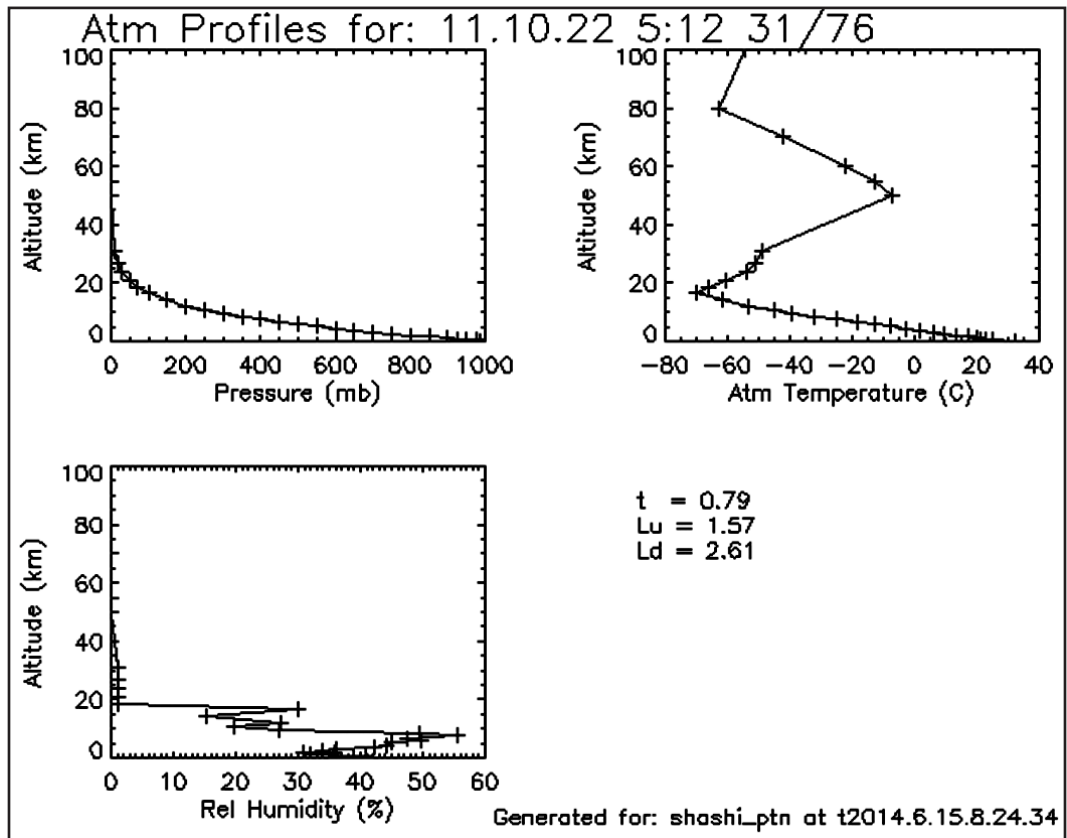 Atm Profiles for: 11.10.22 5:12 31/76
100
80
60
40
20
0
Altitude (km)
0 200 400 600 800 1000
Pressure (mb)
100
80
60
40
20
0
Altitude (km)
-80 -60 -40 -20 0 20 40
Atm Temperature (C)
100
80
60
40
20
0
Altitude (km)
0 10 20 30 40 50 60
Rel Humidity (%)
t = 0.79
Lu = 1.57
Ld = 2.61
Generated for: shashi_ptn at t2014.6.15.8.24.34